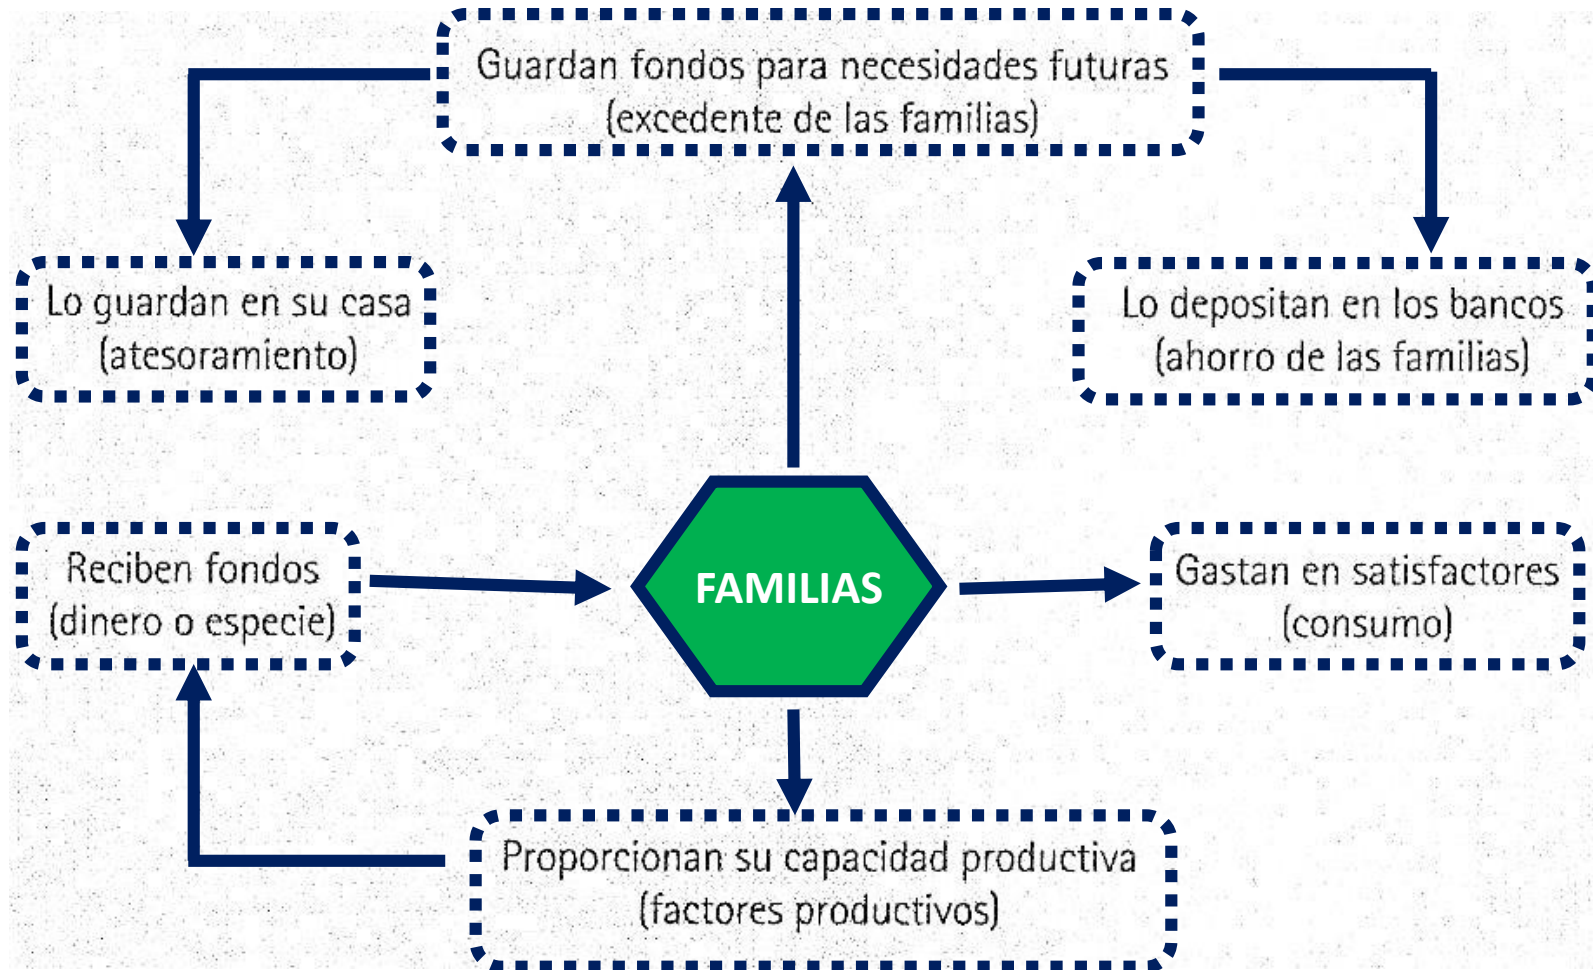 Guardan fondos para necesidades futuras
(excedente de las familias)
Lo guardan en su casa
(atesoramiento)
Lo depositan en los bancos
(ahorro de las familias)
Reciben fondos
(dinero o especie)
FAMILIAS
Gastan en satisfactores
(consumo)
Proporcionan su capacidad productiva
(factores productivos)